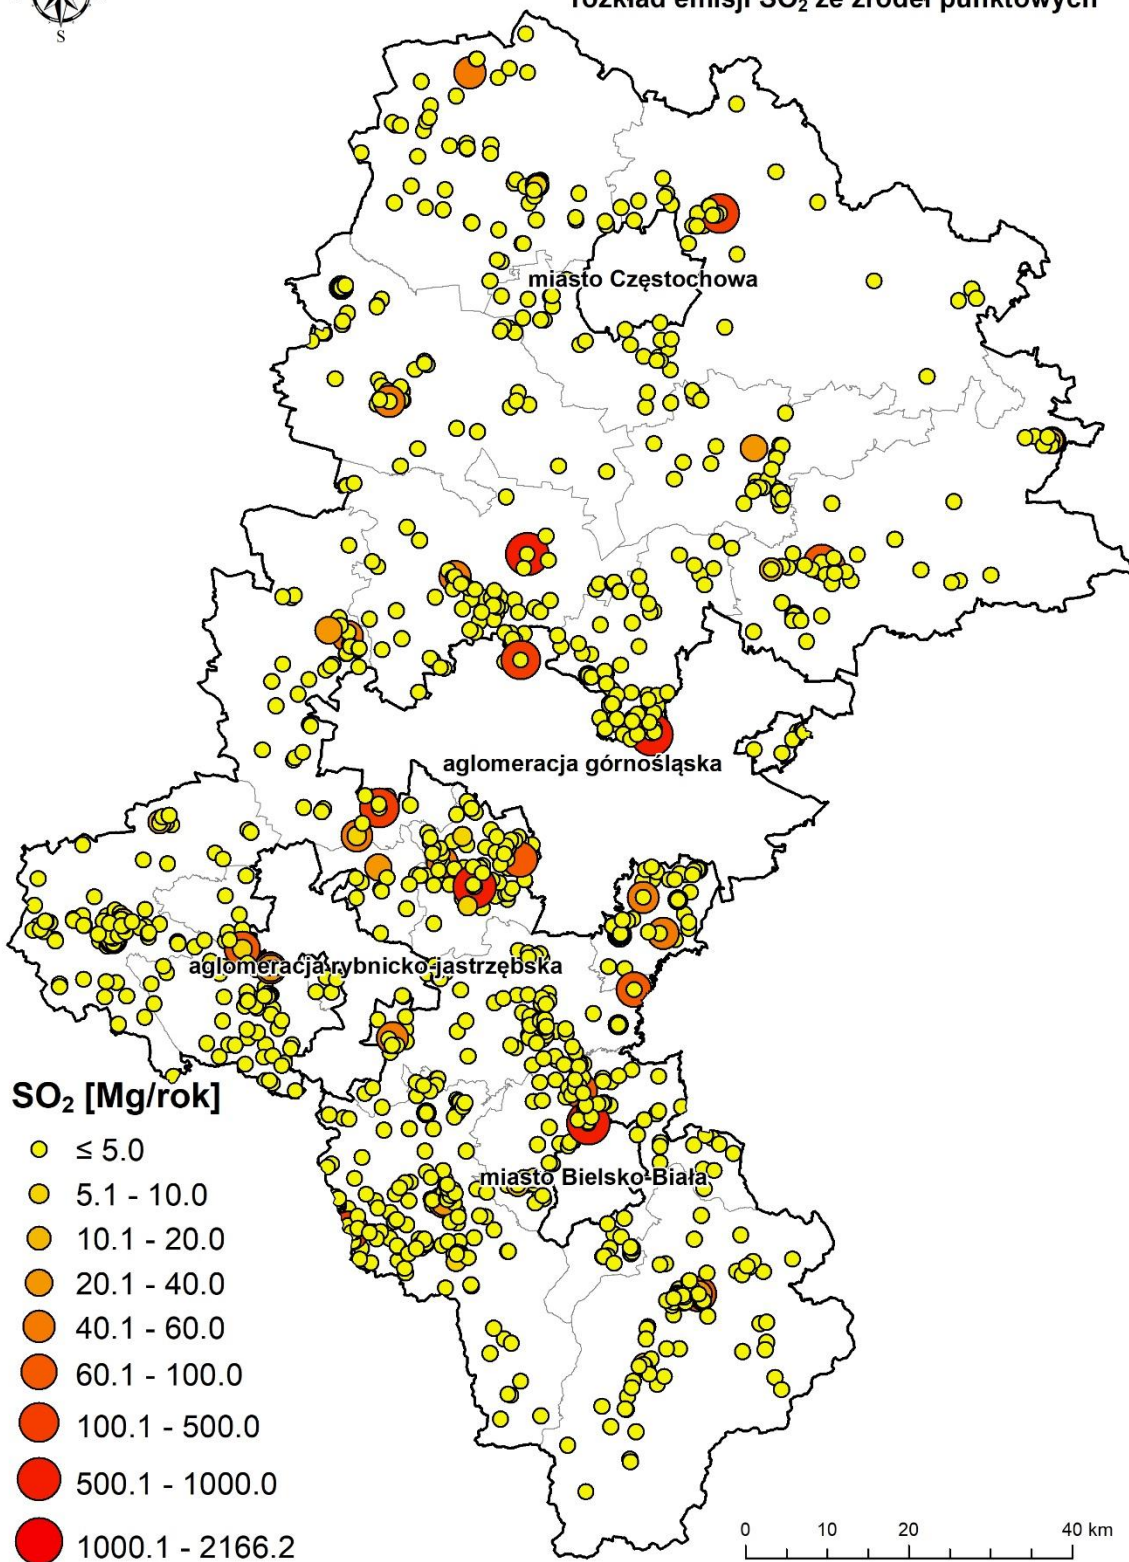 rozkład emisji SO₂ ze źródeł punktowych
S
miasto Częstochowa
aglomeracja górnośląska
aglomeracja rybnicko-jastrzębska
miasto Bielsko-Biała
SO₂ [Mg/rok]
≤ 5.0
5.1 - 10.0
10.1 - 20.0
20.1 - 40.0
40.1 - 60.0
60.1 - 100.0
100.1 - 500.0
500.1 - 1000.0
1000.1 - 2166.2
0 10 20 40 km